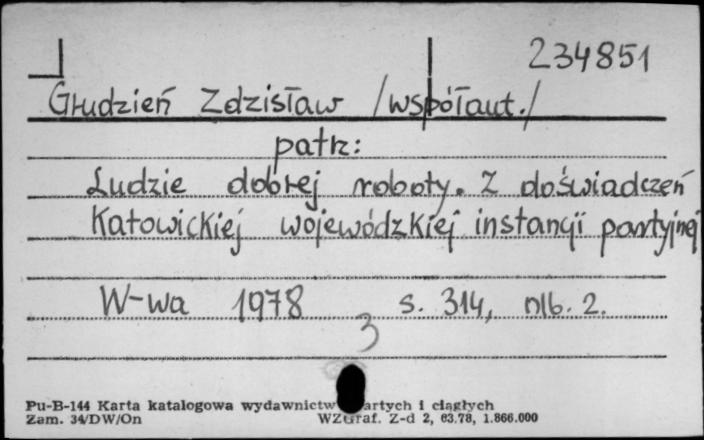 234851
Grudzień Zdzisław /współaut./
patrz:
Ludzie dobrej roboty. Z doświadczeń
Katowickiej wojewódzkiej instancji partyjnej
W-wa 1978 s. 314, nlb. 2.
3
Pu-B-144 Karta katalogowa wydawnictw artych i ciągłych
Zam. 34/DW/On WZGraf. Z-d 2, 63.78, 1.866.000